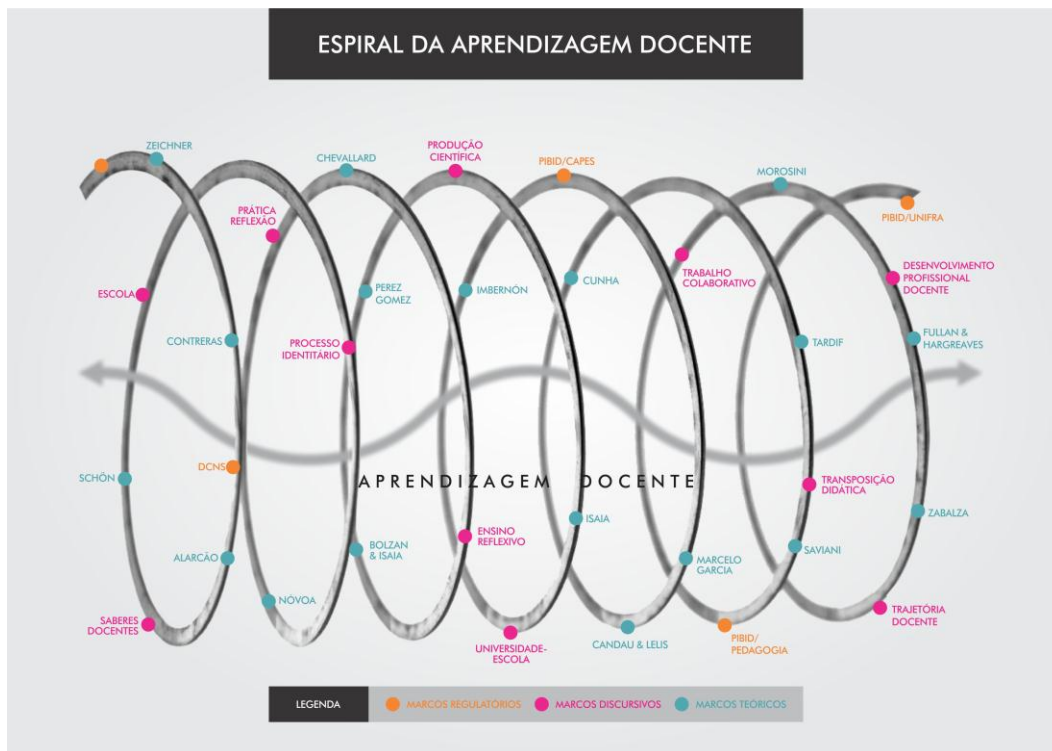 ESPIRAL DA APRENDIZAGEM DOCENTE
ZEICHNER
CHEVALLARD
PRODUÇÃO
CIENTÍFICA
PIBID/CAPES
MOROSINI
PIBID/UNIFRA
PRÁTICA
REFLEXÃO
ESCOLA
PEREZ
GOMEZ
IMBERNÓN
CUNHA
TRABALHO
COLABORATIVO
DESENVOLVIMENTO
PROFISSIONAL
DOCENTE
CONTRERAS
PROCESSO
IDENTITÁRIO
TARDIF
FULLAN &
HARGREAVES
SCHÖN
DCNS
APRENDIZAGEM DOCENTE
TRANSPOSIÇÃO
DIDÁTICA
ZABALZA
ALARCÃO
BOLZAN
& ISAIA
ENSINO
REFLEXIVO
ISAIA
MARCELO
GARCIA
SAVIANI
SABERES
DOCENTES
NÓVOA
UNIVERSIDADE-
ESCOLA
CANDAU & LELIS
PIBID/
PEDAGOGIA
TRAJETÓRIA
DOCENTE
LEGENDA
MARCOS REGULATÓRIOS
MARCOS DISCURSIVOS
MARCOS TEÓRICOS